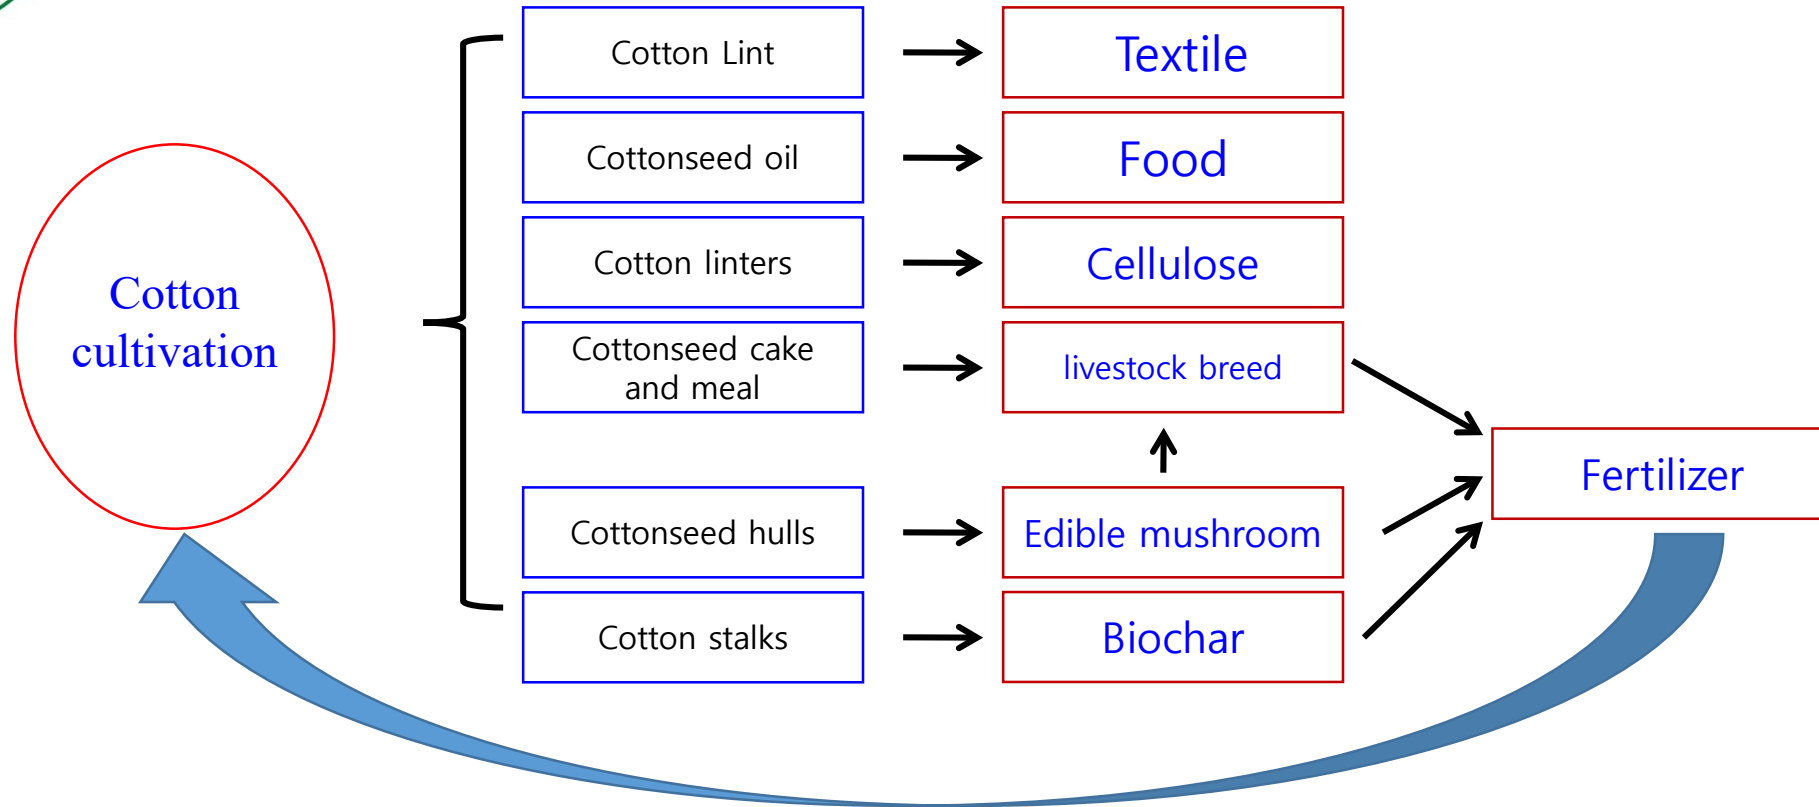 Cotton
cultivation
Cotton Lint
Textile
Cottonseed oil
Food
Cotton linters
Cellulose
Cottonseed cake
and meal
livestock breed
Cottonseed hulls
Edible mushroom
Cotton stalks
Biochar
Fertilizer